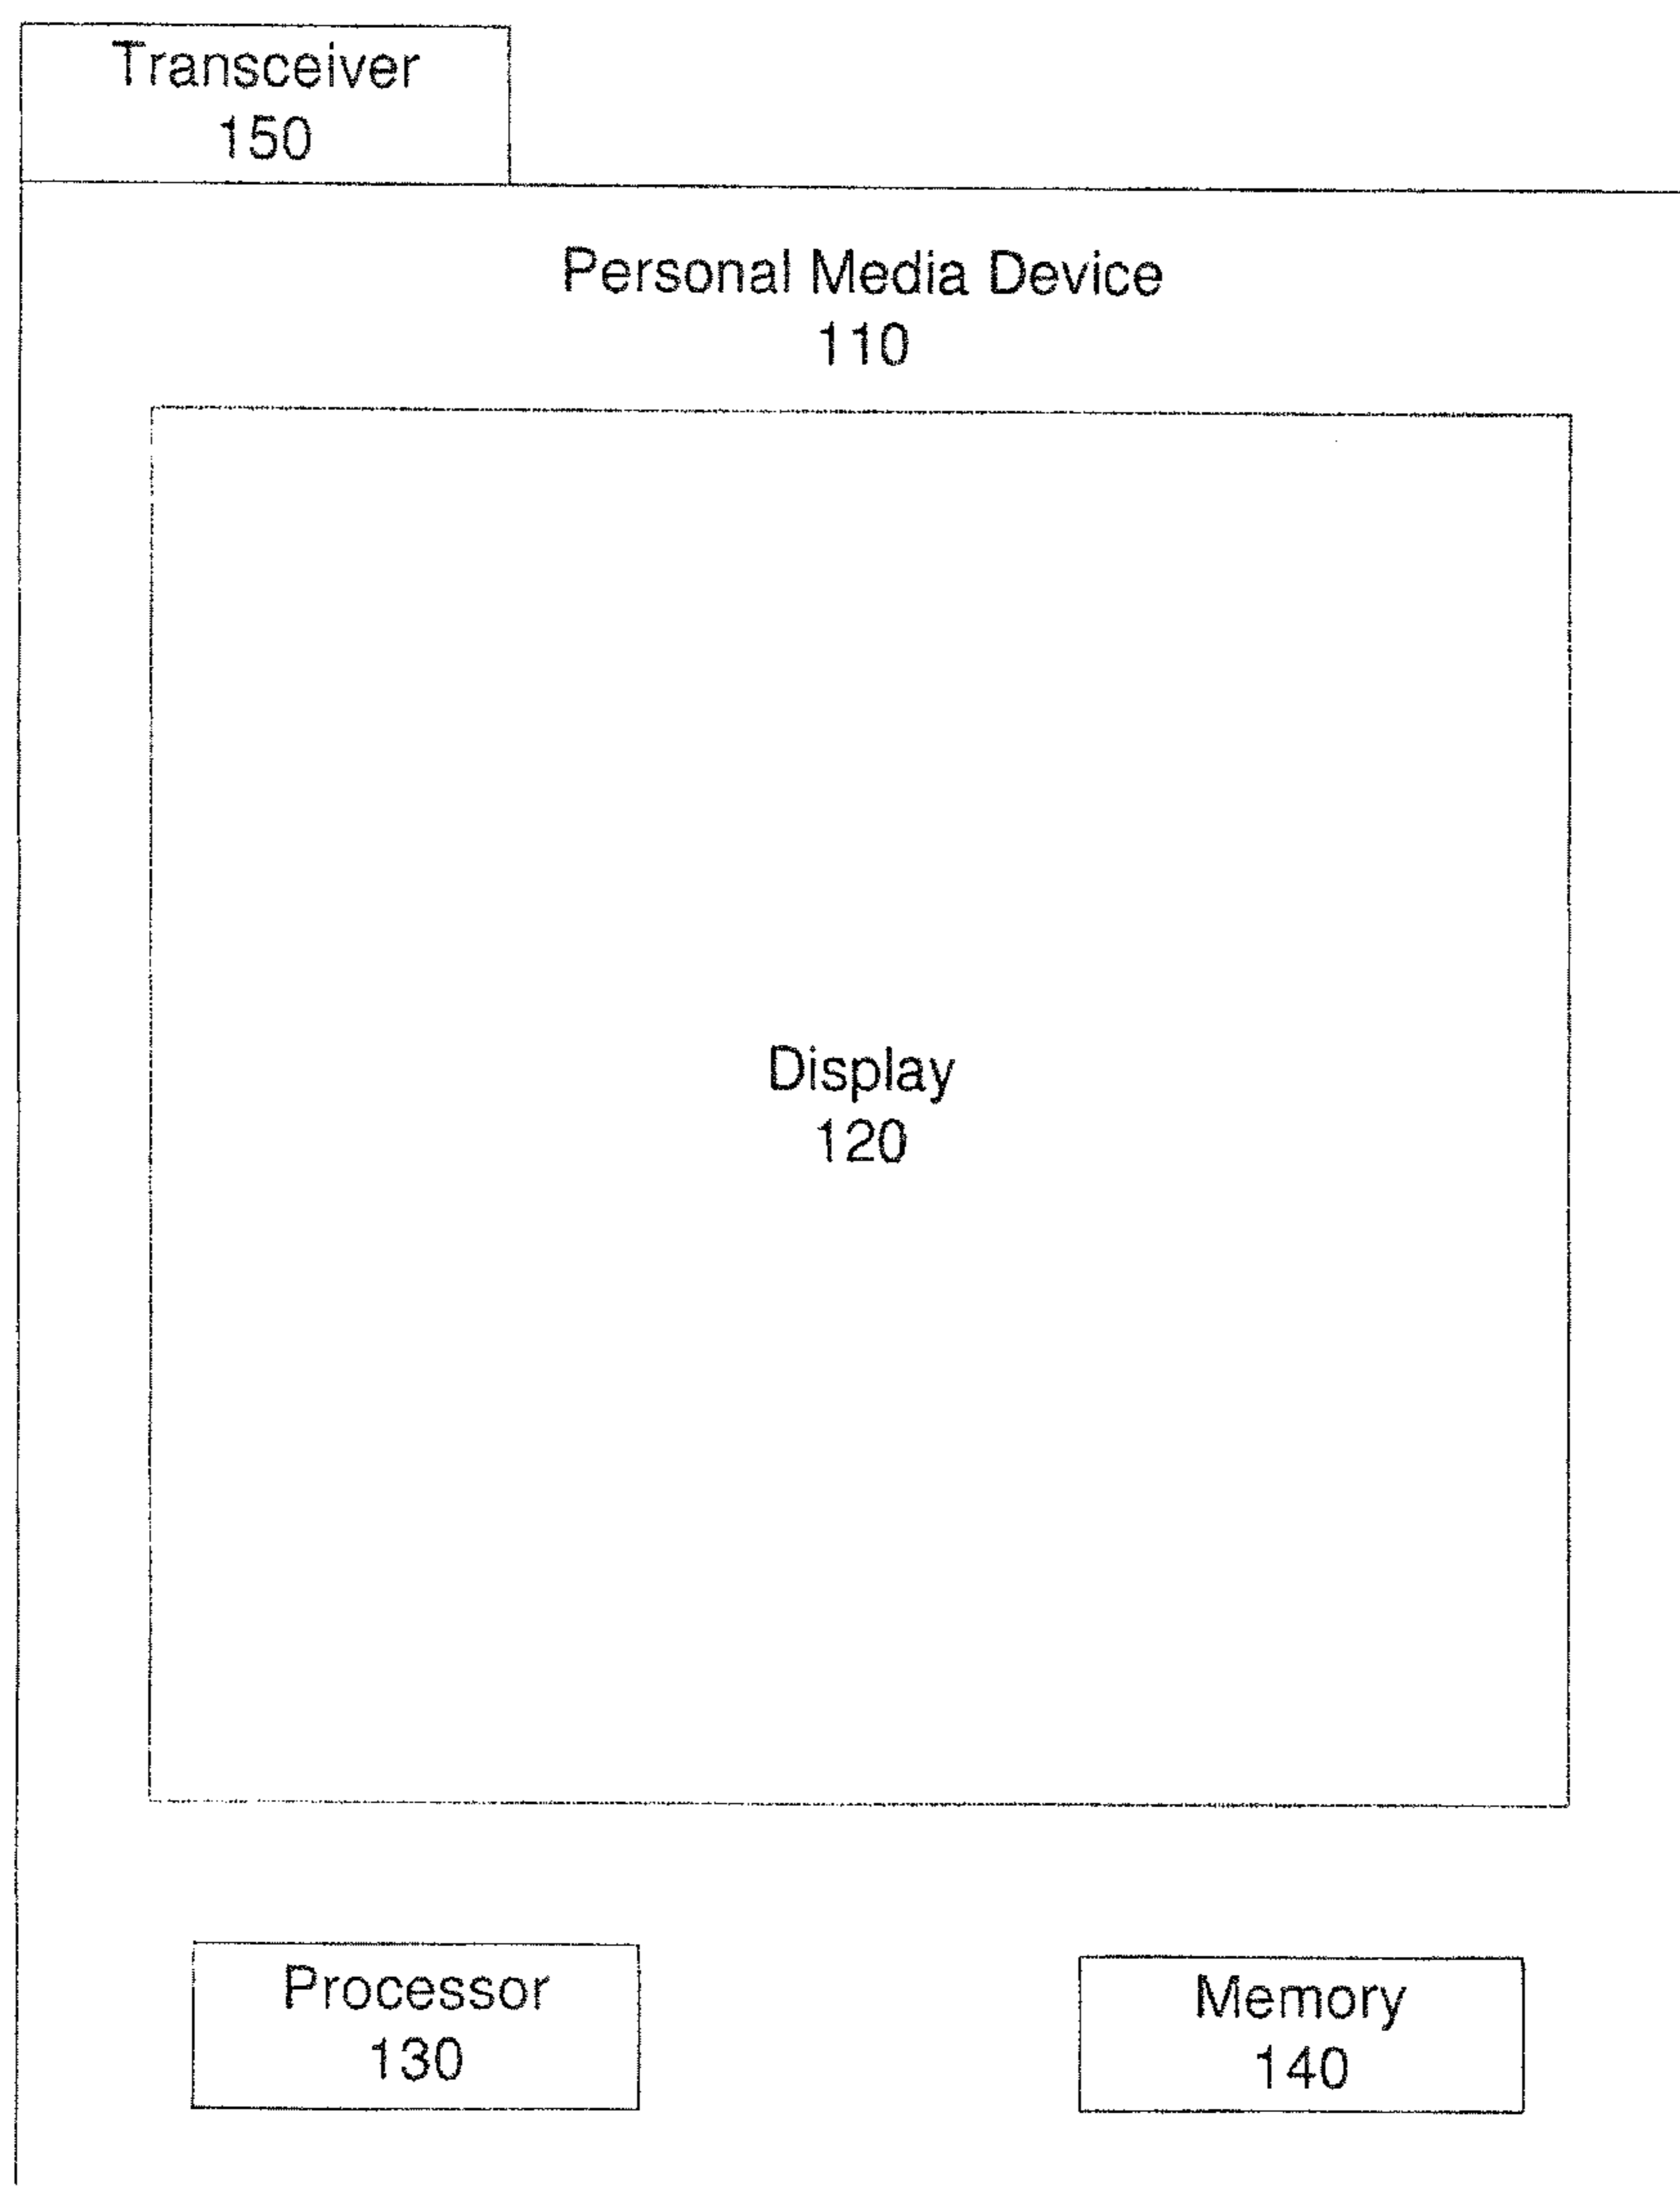 Transceiver
150
Personal Media Device
110
Display
120
Processor
130
Memory
140